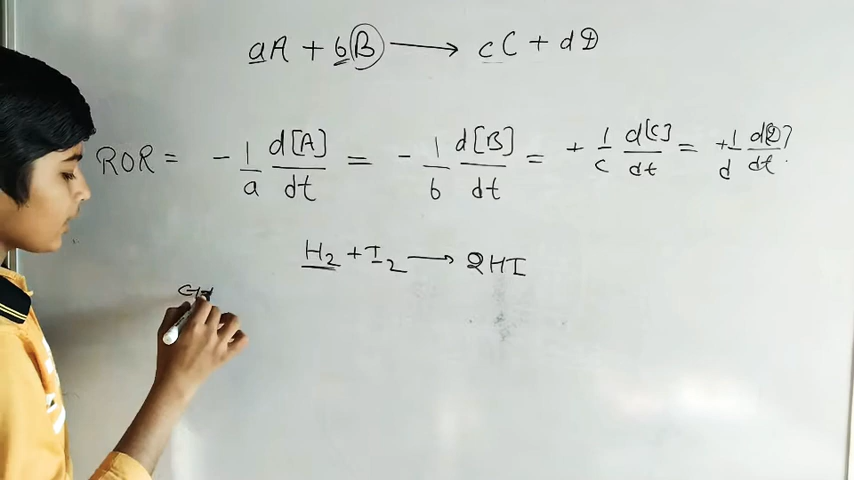 aA + bB ⟶ cC + dD
ROR = - 1/a d[A]/dt = - 1/b d[B]/dt = + 1/c d[C]/dt = +1/d d[D]/dt.
H₂ + I₂ ⟶ 2HI